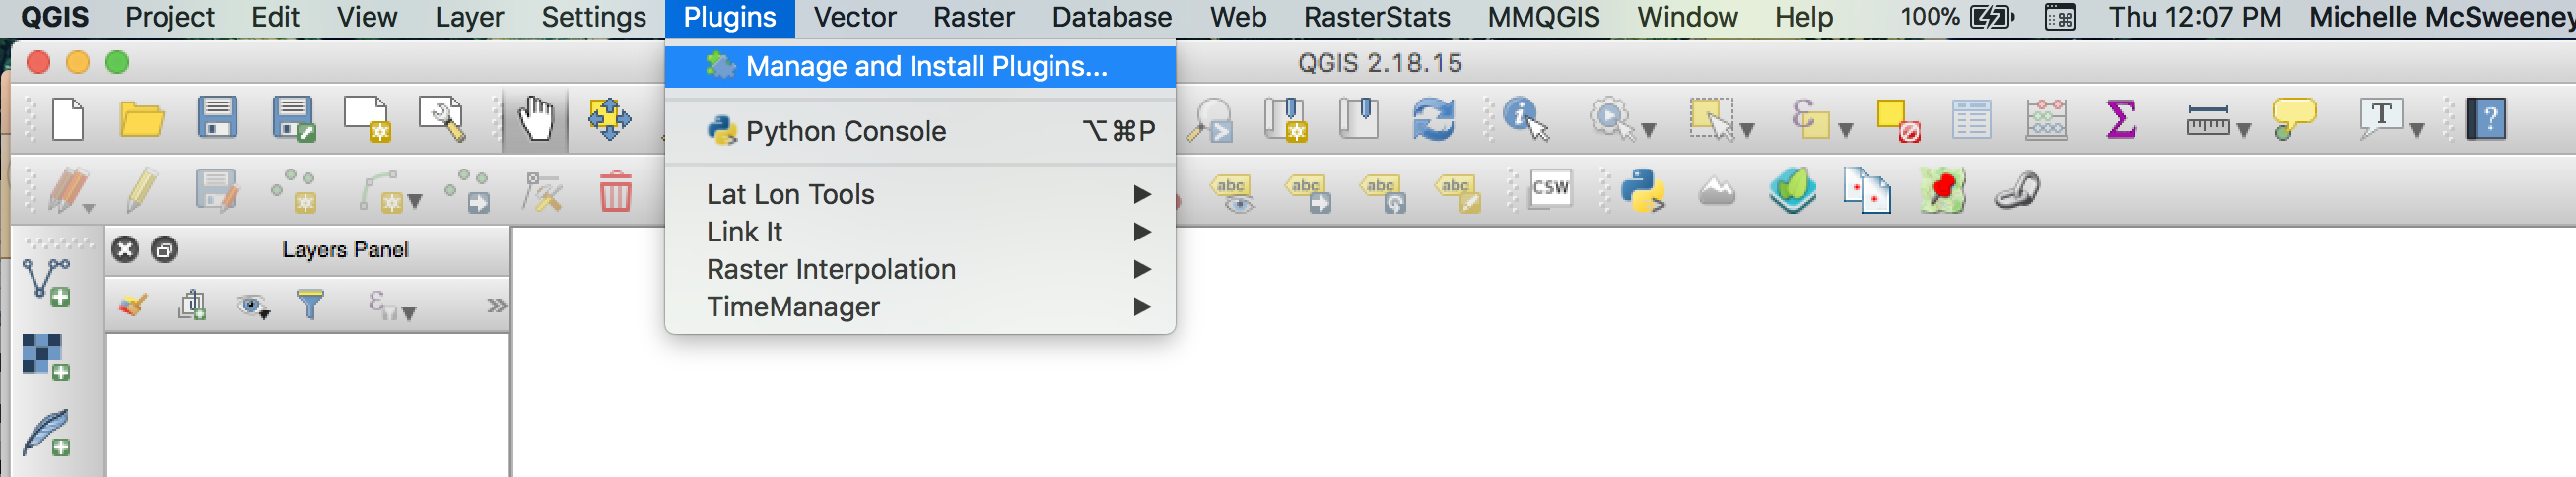 QGIS Project Edit View Layer Settings Plugins Vector Raster Database Web RasterStats MMQGIS Window Help 100% Thu 12:07 PM Michelle McSweeney
QGIS 2.18.15
Manage and Install Plugins...
Python Console ⌥⌘P
Lat Lon Tools
Link It
Raster Interpolation
TimeManager
abc abc abc abc CSW
T ?
Layers Panel